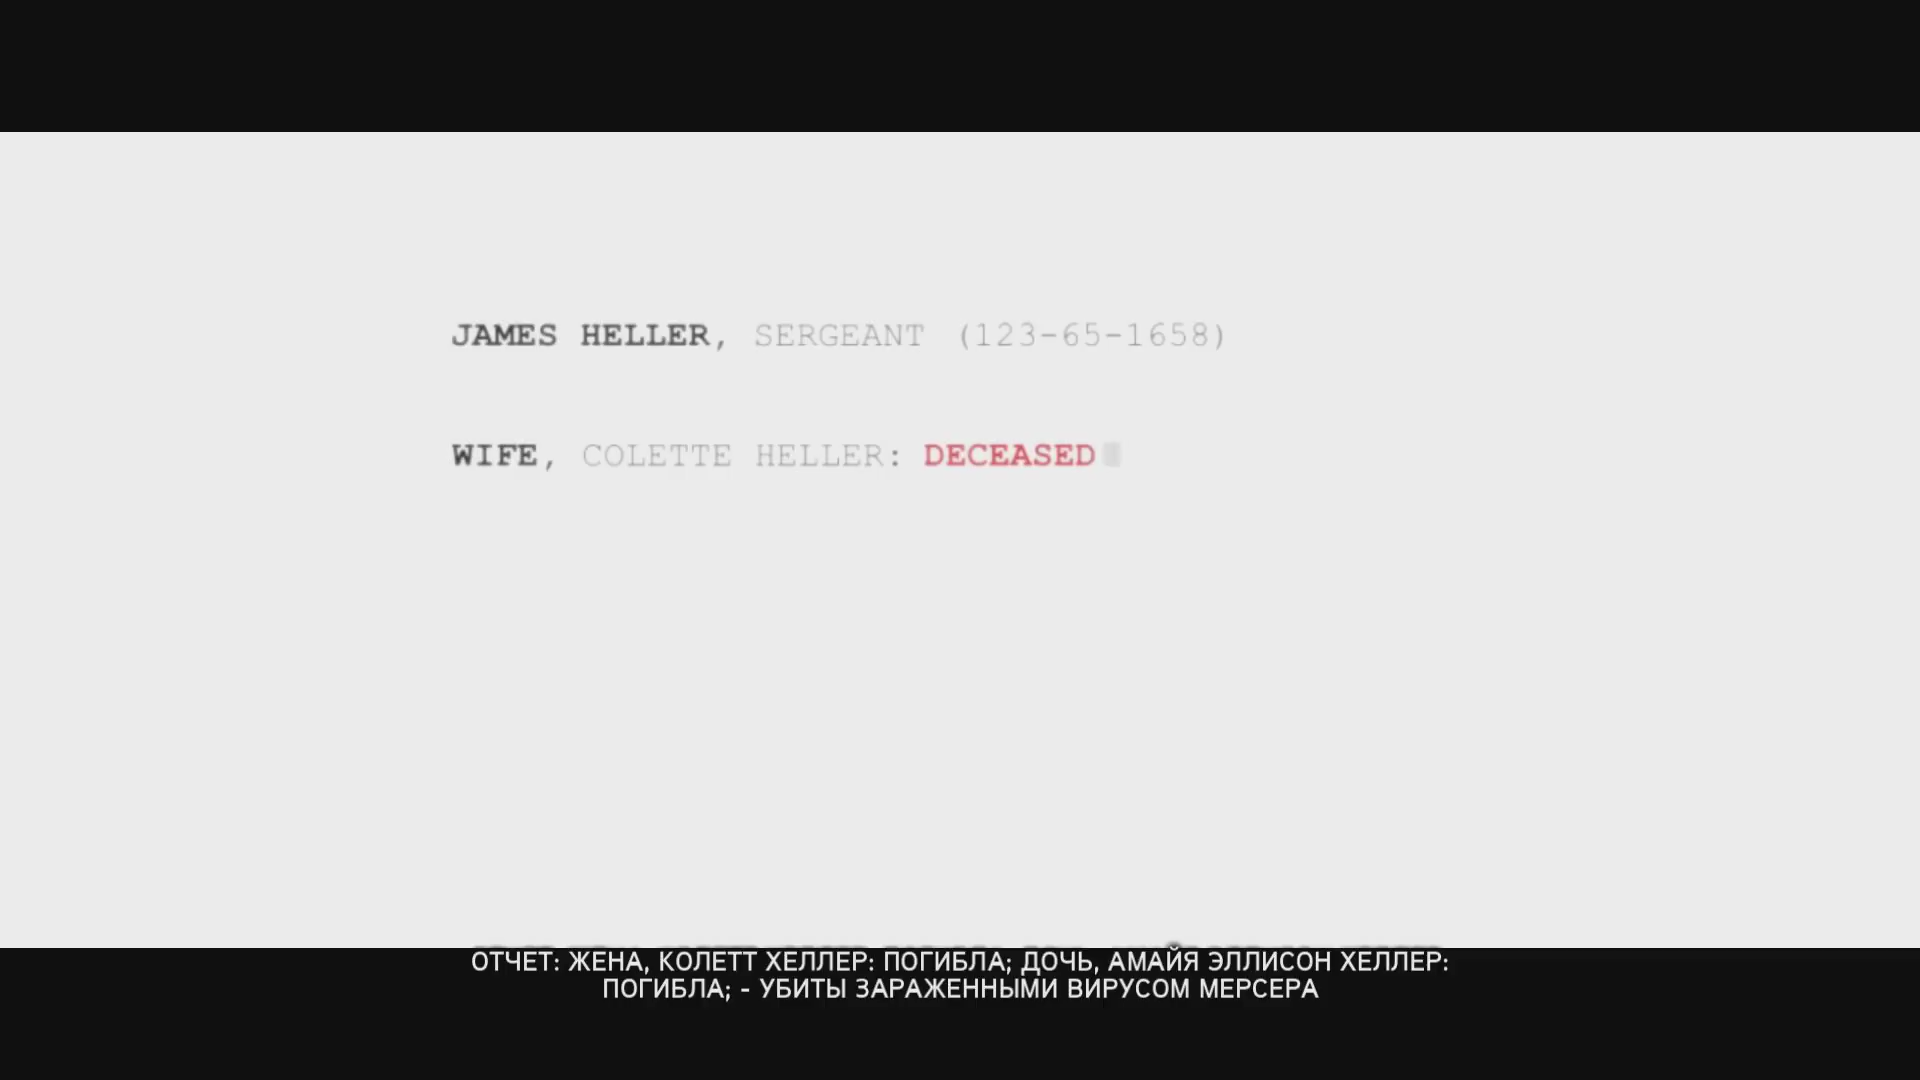 JAMES HELLER, SERGEANT (123-65-1658)
WIFE, COLETTE HELLER: DECEASED
ОТЧЕТ: ЖЕНА, КОЛЕТТ ХЕЛЛЕР: ПОГИБЛА; ДОЧЬ, АМАЙЯ ЭЛЛИСОН ХЕЛЛЕР:
ПОГИБЛА; - УБИТЫ ЗАРАЖЕННЫМИ ВИРУСОМ МЕРСЕРА